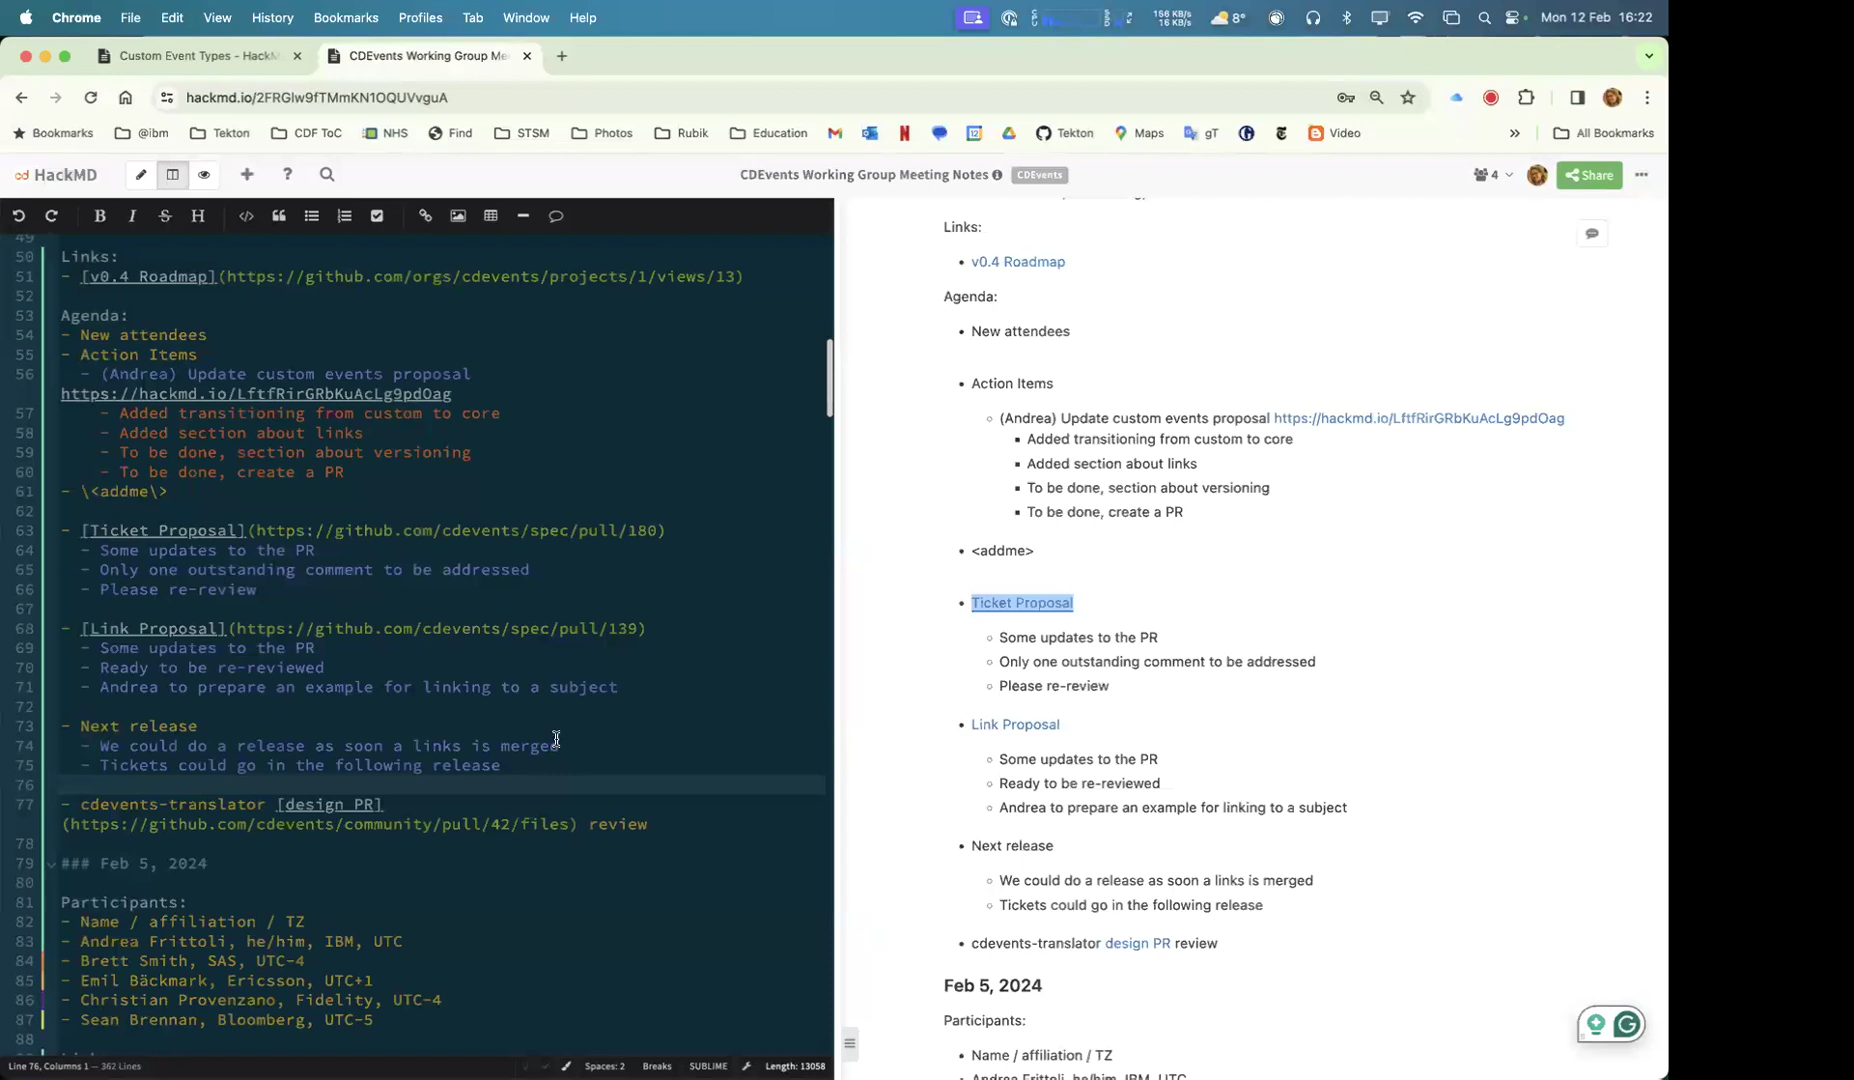 Chrome File Edit View History Bookmarks Profiles Tab Window Help
156 KB/s
16 KB/s
8°
Mon 12 Feb 16:22
Custom Event Types - HackM
CDEvents Working Group Me
hackmd.io/2FRGlw9fTMmKN1OQUVvguA
Bookmarks @ibm Tekton CDF ToC NHS Find STSM Photos Rubik Education Tekton Maps gT Video » All Bookmarks
HackMD
CDEvents Working Group Meeting Notes CDEvents
4
Share
49
50 Links:
51 - [v0.4 Roadmap](https://github.com/orgs/cdevents/projects/1/views/13)
52
53 Agenda:
54 - New attendees
55 - Action Items
56 - (Andrea) Update custom events proposal
https://hackmd.io/LftfRirGRbKuAcLg9pdOag
57 - Added transitioning from custom to core
58 - Added section about links
59 - To be done, section about versioning
60 - To be done, create a PR
61 - \<addme\>
62
63 - [Ticket Proposal](https://github.com/cdevents/spec/pull/180)
64 - Some updates to the PR
65 - Only one outstanding comment to be addressed
66 - Please re-review
67
68 - [Link Proposal](https://github.com/cdevents/spec/pull/139)
69 - Some updates to the PR
70 - Ready to be re-reviewed
71 - Andrea to prepare an example for linking to a subject
72
73 - Next release
74 - We could do a release as soon a links is merged
75 - Tickets could go in the following release
76
77 - cdevents-translator [design PR]
(https://github.com/cdevents/community/pull/42/files) review
78
79 ### Feb 5, 2024
80
81 Participants:
82 - Name / affiliation / TZ
83 - Andrea Frittoli, he/him, IBM, UTC
84 - Brett Smith, SAS, UTC-4
85 - Emil Bäckmark, Ericsson, UTC+1
86 - Christian Provenzano, Fidelity, UTC-4
87 - Sean Brennan, Bloomberg, UTC-5
88
Line 76, Columns 1 — 362 Lines
Spaces: 2 Breaks SUBLIME Length: 13058
Links:
• v0.4 Roadmap
Agenda:
• New attendees
• Action Items
(Andrea) Update custom events proposal https://hackmd.io/LftfRirGRbKuAcLg9pdOag
Added transitioning from custom to core
Added section about links
To be done, section about versioning
To be done, create a PR
• <addme>
• Ticket Proposal
Some updates to the PR
Only one outstanding comment to be addressed
Please re-review
• Link Proposal
Some updates to the PR
Ready to be re-reviewed
Andrea to prepare an example for linking to a subject
• Next release
We could do a release as soon a links is merged
Tickets could go in the following release
• cdevents-translator design PR review
Feb 5, 2024
Participants:
• Name / affiliation / TZ
Andrea Frittoli, he/him, IBM, UTC